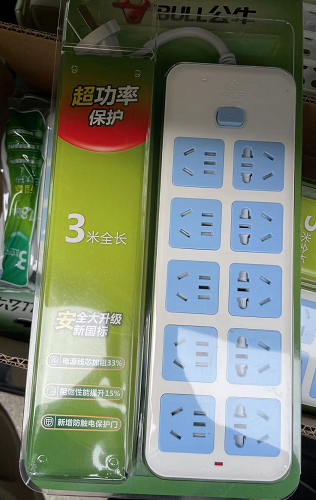 BULL公牛
超功率
保护
3米全长
安全大升级
新国标
电源线芯加粗33%
阻燃性能提升15%
新增防触电保护门